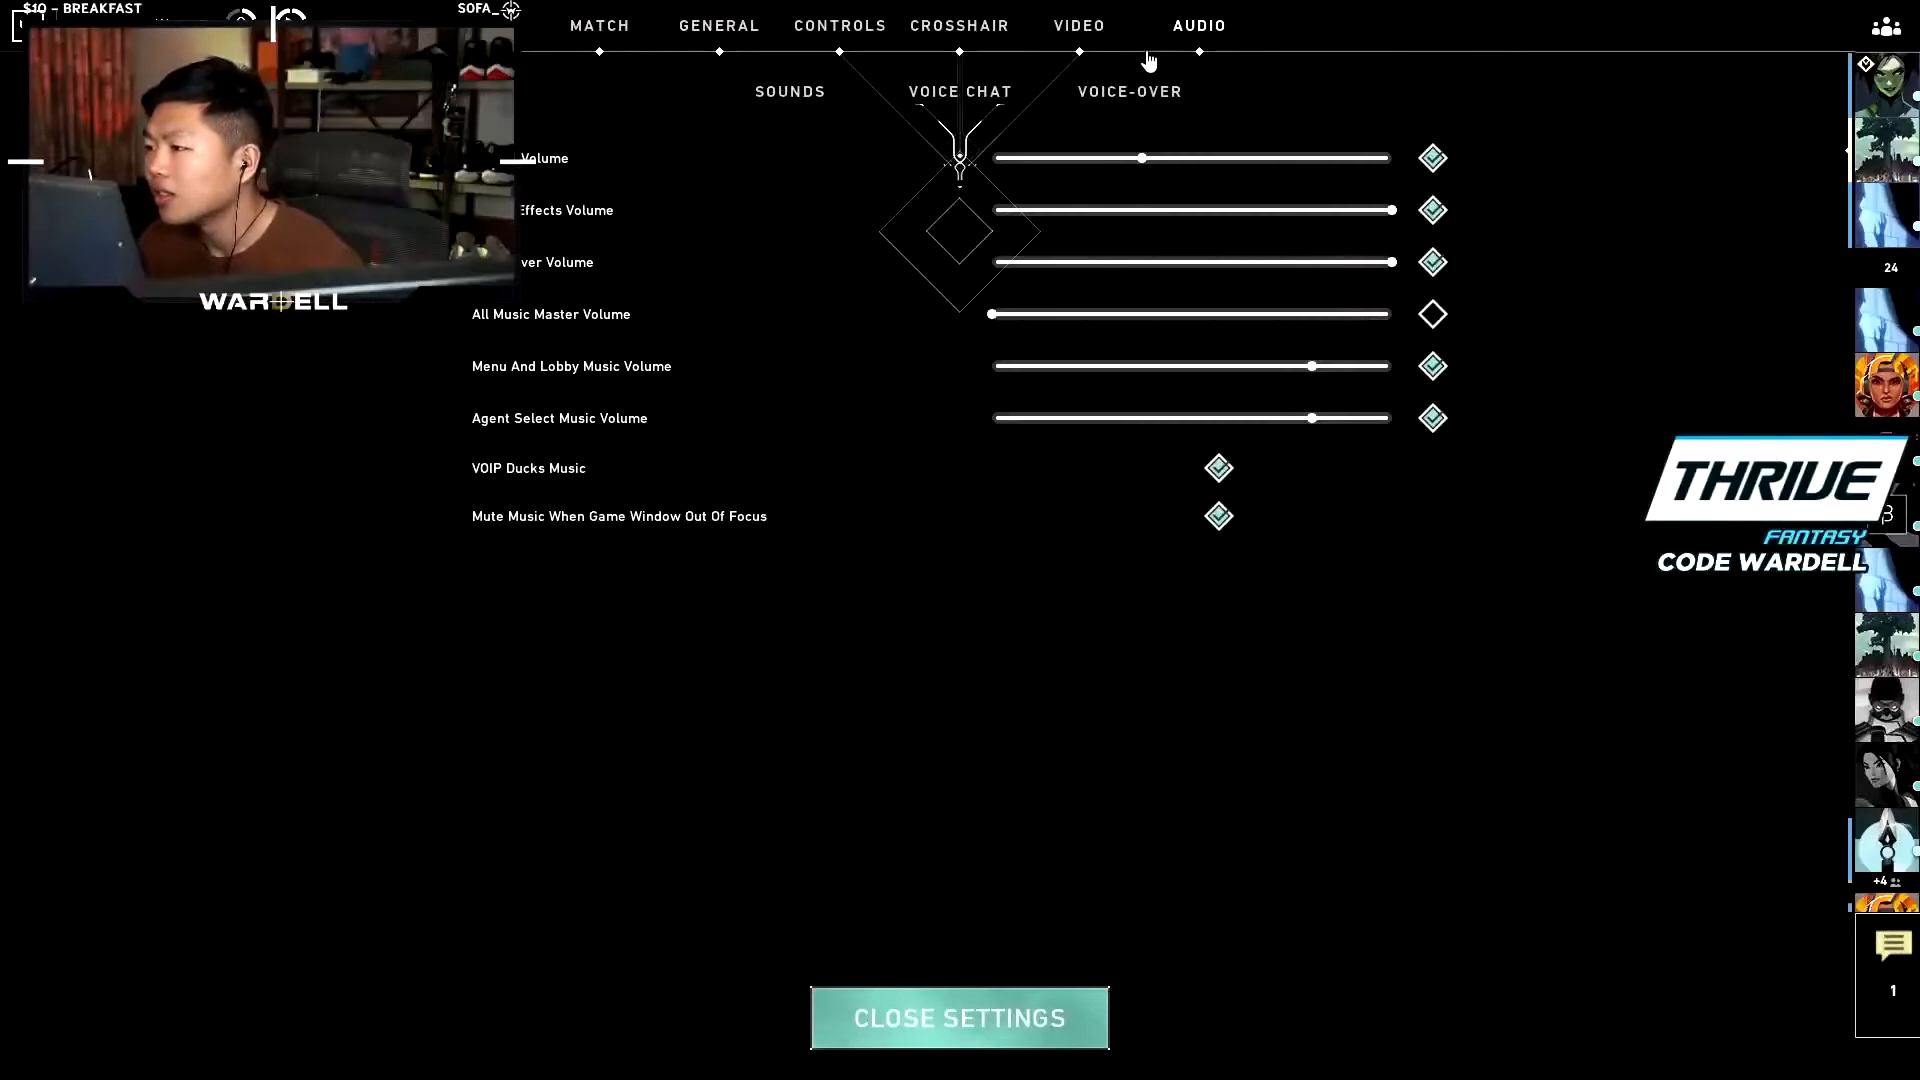 $10 - BREAKFAST
SOFA_
MATCH GENERAL CONTROLS CROSSHAIR VIDEO AUDIO
SOUNDS VOICE CHAT VOICE-OVER
Volume
Effects Volume
ver Volume
All Music Master Volume
Menu And Lobby Music Volume
Agent Select Music Volume
VOIP Ducks Music
Mute Music When Game Window Out Of Focus
WARDELL
24
THRIVE
FANTASY
CODE WARDELL
+4
1
CLOSE SETTINGS